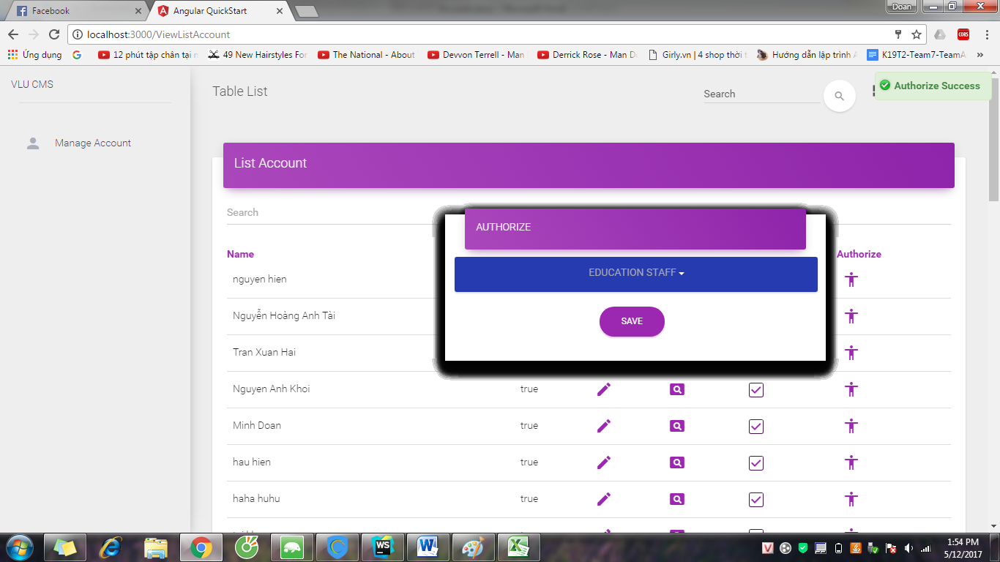 Facebook
Angular QuickStart
Doan
localhost:3000/ViewListAccount
CORS
Ứng dụng
12 phút tập chân tại n
49 New Hairstyles For
The National - About
Devvon Terrell - Man
Derrick Rose - Man Do
Girly.vn | 4 shop thời t
Hướng dẫn lập trình A
K19T2-Team7-TeamA
VLU CMS
Table List
Search
Authorize Success
Manage Account
List Account
Search
AUTHORIZE
Name
Authorize
EDUCATION STAFF
nguyen hien
Nguyễn Hoàng Anh Tài
SAVE
Tran Xuan Hai
Nguyen Anh Khoi
true
Minh Doan
true
hau hien
true
haha huhu
true
WS
1:54 PM
5/12/2017